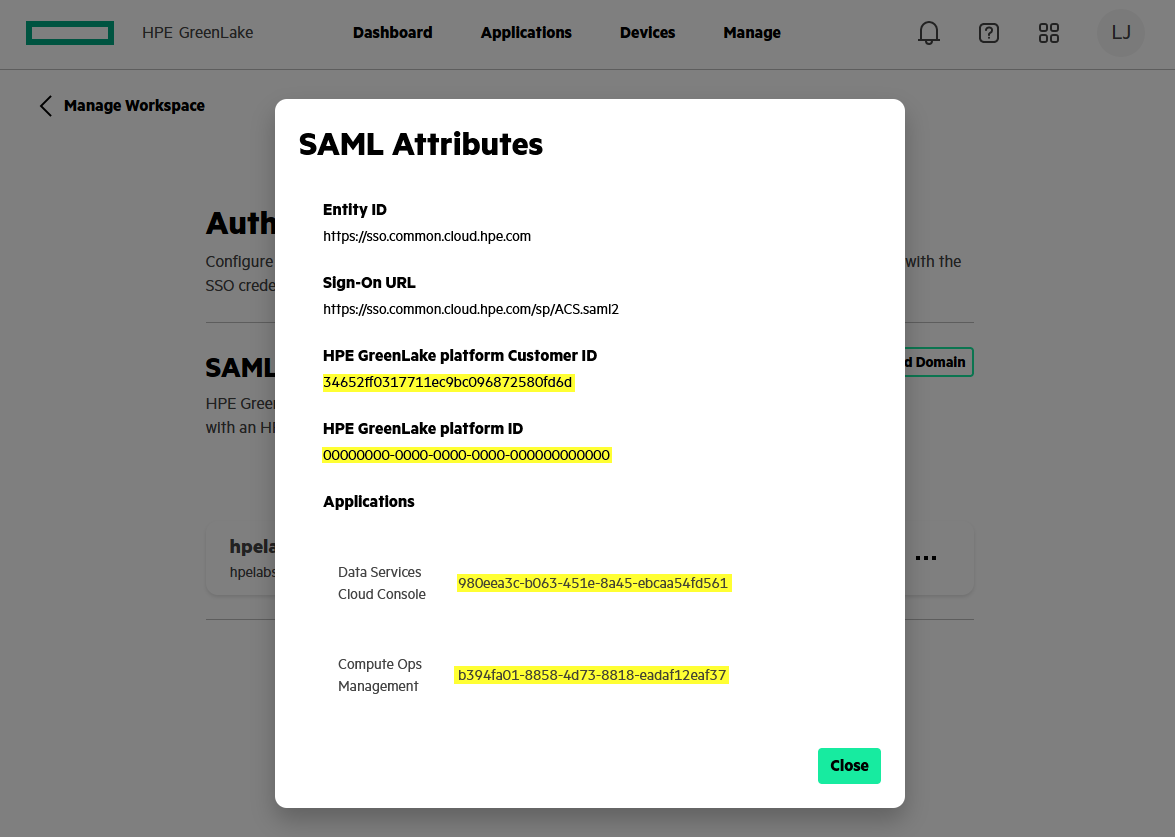 HPE GreenLake
Dashboard
Applications
Devices
Manage
?
LJ
Manage Workspace
SAML Attributes
Entity ID
https://sso.common.cloud.hpe.com
Sign-On URL
https://sso.common.cloud.hpe.com/sp/ACS.saml2
HPE GreenLake platform Customer ID
34652ff0317711ec9bc096872580fd6d
HPE GreenLake platform ID
00000000-0000-0000-0000-000000000000
Applications
Data Services
Cloud Console
980eea3c-b063-451e-8a45-ebcaa54fd561
Compute Ops
Management
b394fa01-8858-4d73-8818-eadaf12eaf37
Close
Auth
Configure
with the
SSO crede
SAML
d Domain
HPE Green
with an H
hpela
hpelabs